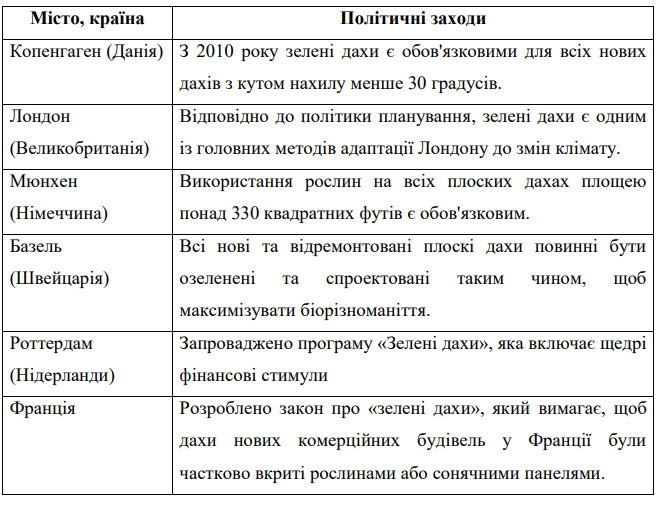 Місто, країна Політичні заходи
Копенгаген (Данія) З 2010 року зелені дахи є обов'язковими для всіх нових
дахів з кутом нахилу менше 30 градусів.
Лондон
(Великобританія)
Відповідно до політики планування, зелені дахи є одним
із головних методів адаптації Лондону до змін клімату.
Мюнхен
(Німеччина)
Використання рослин на всіх плоских дахах площею
понад 330 квадратних футів є обов'язковим.
Базель
(Швейцарія)
Всі нові та відремонтовані плоскі дахи повинні бути
озеленені та спроектовані таким чином, щоб
максимізувати біорізноманіття.
Роттердам
(Нідерланди)
Запроваджено програму «Зелені дахи», яка включає щедрі
фінансові стимули
Франція Розроблено закон про «зелені дахи», який вимагає, щоб
дахи нових комерційних будівель у Франції були
частково вкриті рослинами або сонячними панелями.